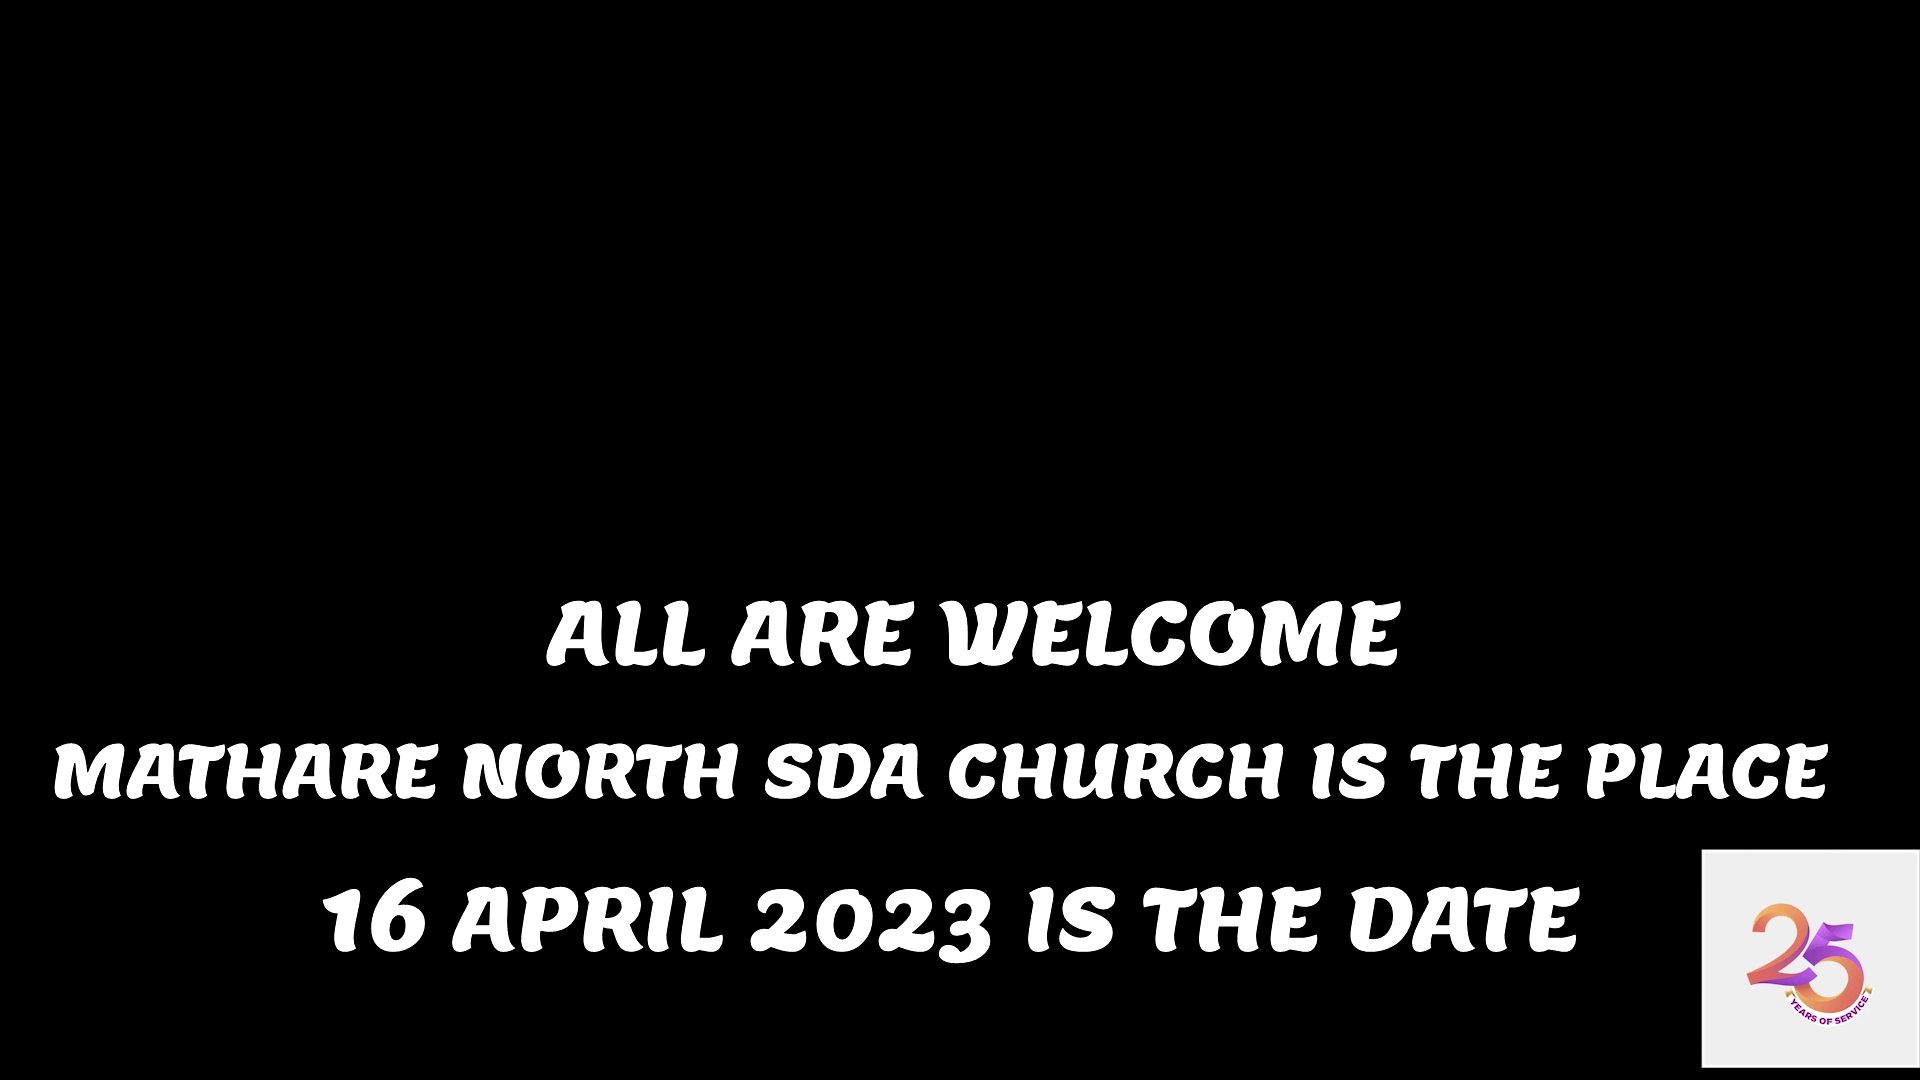 ALL ARE WELCOME
MATHARE NORTH SDA CHURCH IS THE PLACE
16 APRIL 2023 IS THE DATE
25
YEARS OF SERVICE